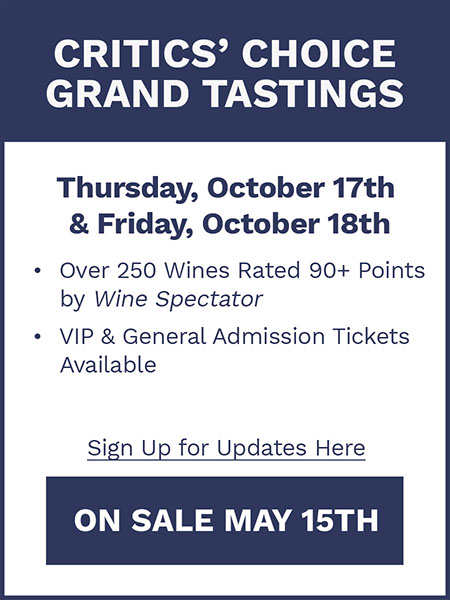 CRITICS’ CHOICE
GRAND TASTINGS
Thursday, October 17th
& Friday, October 18th
• Over 250 Wines Rated 90+ Points
by Wine Spectator
• VIP & General Admission Tickets
Available
Sign Up for Updates Here
ON SALE MAY 15TH